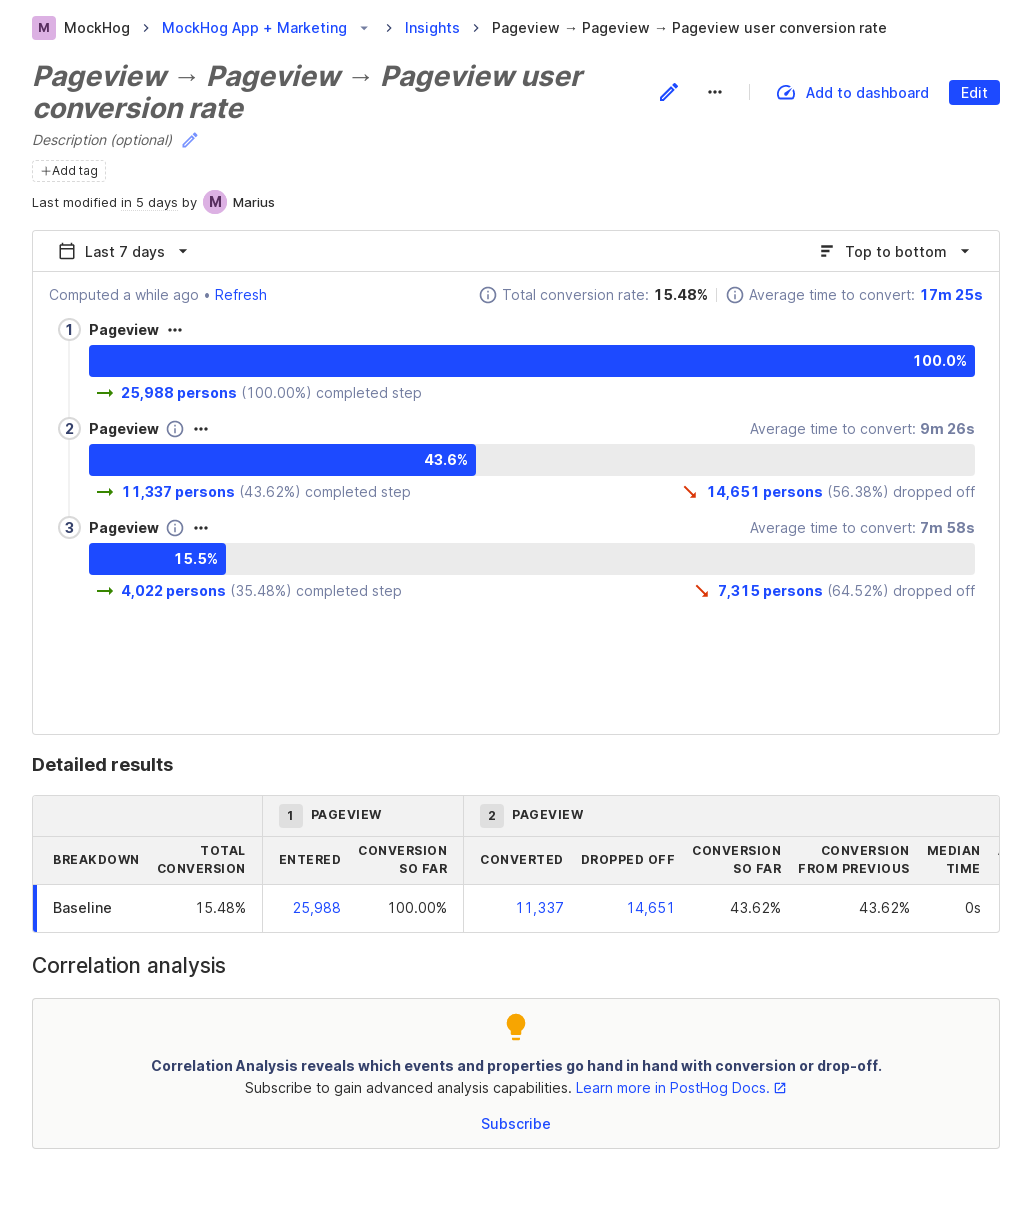 M MockHog > MockHog App + Marketing > Insights > Pageview → Pageview → Pageview user conversion rate
Pageview → Pageview → Pageview user
conversion rate
Add to dashboard
Edit
Description (optional)
+Add tag
Last modified in 5 days by M Marius
Last 7 days
Top to bottom
Computed a while ago • Refresh
Total conversion rate: 15.48%
Average time to convert: 17m 25s
1 Pageview
100.0%
25,988 persons (100.00%) completed step
2 Pageview
Average time to convert: 9m 26s
43.6%
11,337 persons (43.62%) completed step
14,651 persons (56.38%) dropped off
3 Pageview
Average time to convert: 7m 58s
15.5%
4,022 persons (35.48%) completed step
7,315 persons (64.52%) dropped off
Detailed results
1 PAGEVIEW
2 PAGEVIEW
BREAKDOWN
TOTAL
CONVERSION
ENTERED
CONVERSION
SO FAR
CONVERTED
DROPPED OFF
CONVERSION
SO FAR
CONVERSION
FROM PREVIOUS
MEDIAN
TIME
Baseline 15.48% 25,988 100.00% 11,337 14,651 43.62% 43.62% 0s
Correlation analysis
Correlation Analysis reveals which events and properties go hand in hand with conversion or drop-off.
Subscribe to gain advanced analysis capabilities. Learn more in PostHog Docs.
Subscribe